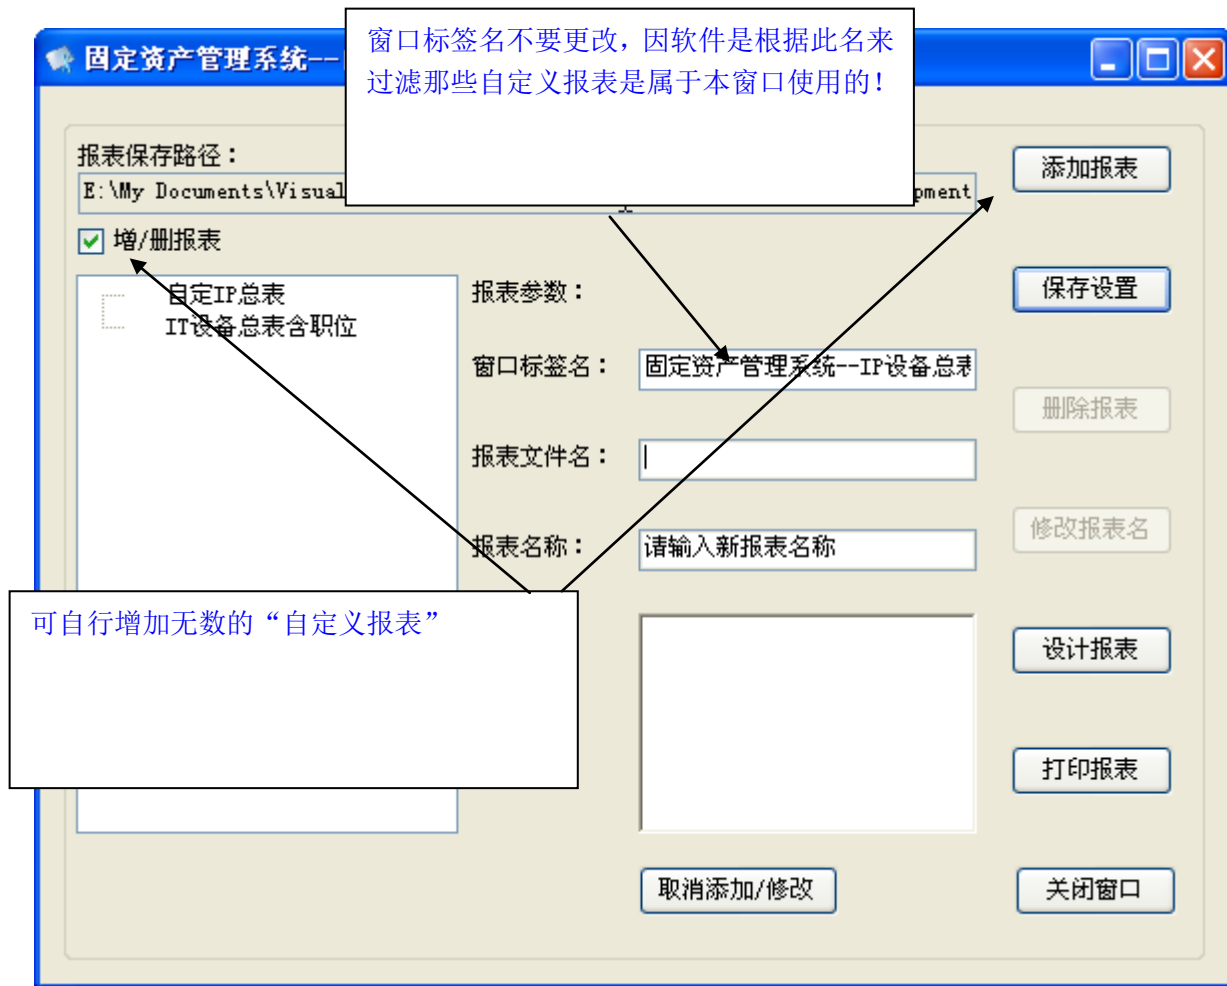 窗口标签名不要更改，因软件是根据此名来
过滤那些自定义报表是属于本窗口使用的！
固定资产管理系统--
报表保存路径：
E:\My Documents\Visual
pment
添加报表
增/删报表
自定IP总表
IT设备总表含职位
报表参数：
保存设置
窗口标签名：
固定资产管理系统--IP设备总表
删除报表
报表文件名：
修改报表名
报表名称：
请输入新报表名称
可自行增加无数的“自定义报表”
设计报表
打印报表
取消添加/修改
关闭窗口